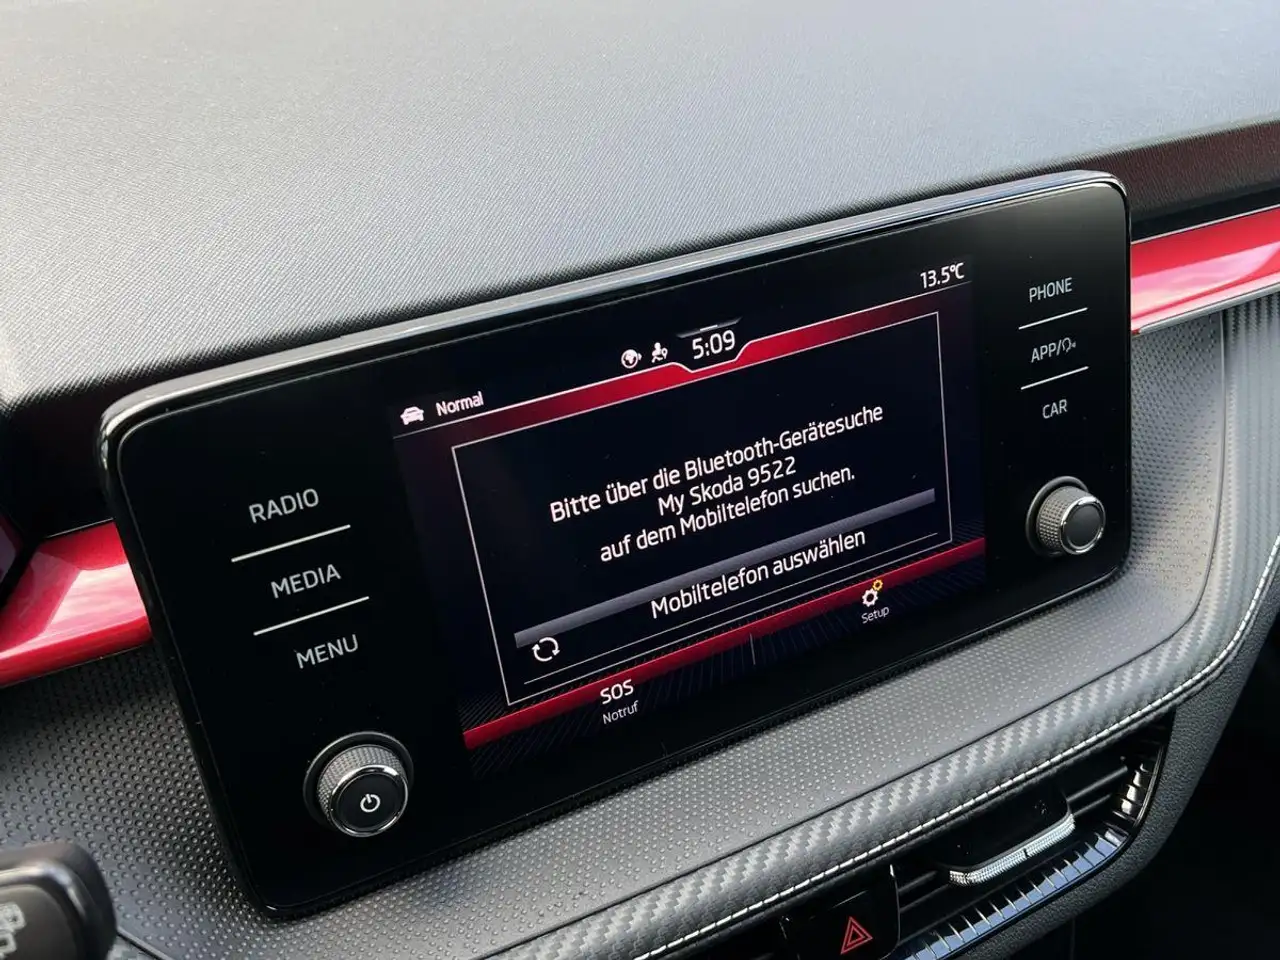 13.5°C
5:09
Normal
Bitte über die Bluetooth-Gerätesuche
My Skoda 9522
auf dem Mobiltelefon suchen.
Mobiltelefon auswählen
SOS
Notruf
Setup
RADIO
MEDIA
MENU
PHONE
APP/
CAR